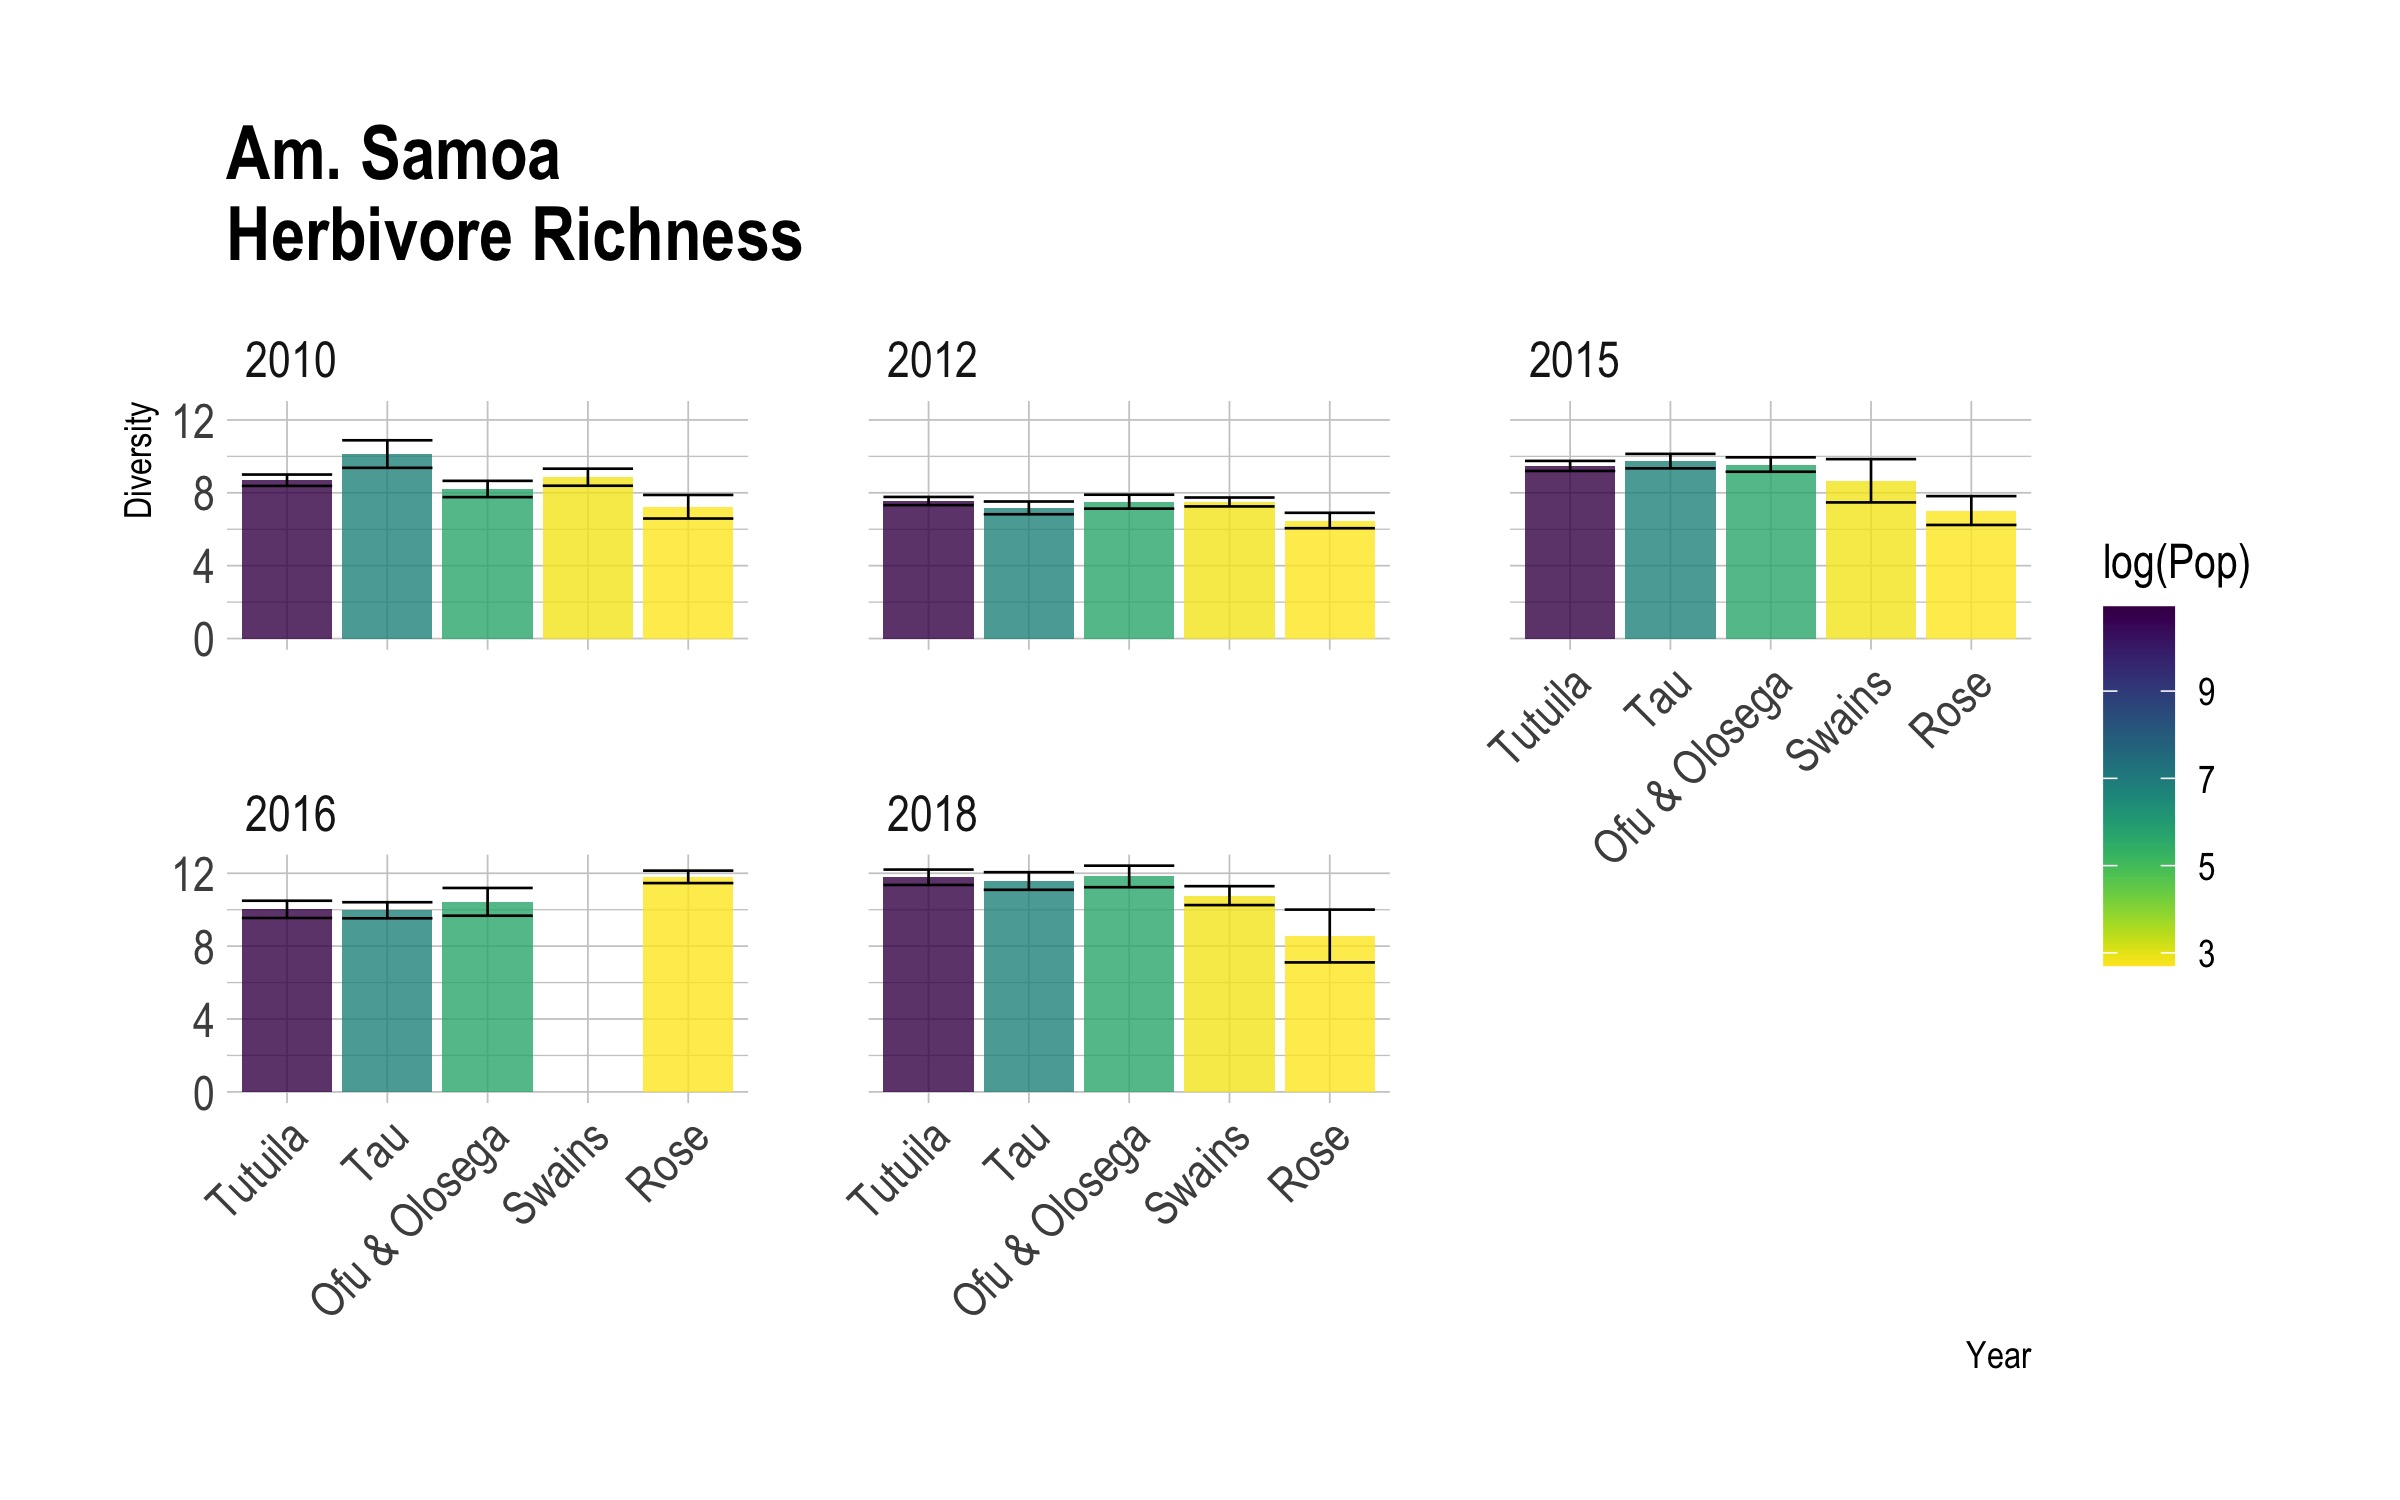 Am. Samoa
Herbivore Richness
2010
2012
2015
Diversity
12
8
4
0
Tutuila
Tau
Ofu & Olosega
Swains
Rose
log(Pop)
9
7
5
3
2016
2018
12
8
4
0
Tutuila
Tau
Ofu & Olosega
Swains
Rose
Tutuila
Tau
Ofu & Olosega
Swains
Rose
Year